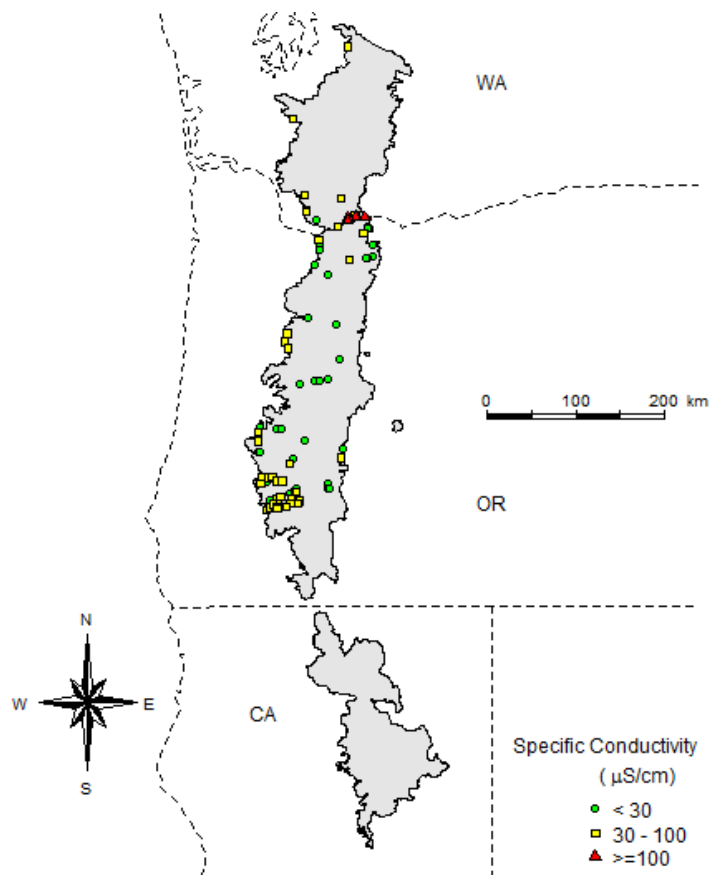 WA
0 100 200 km
OR
N
W E
S
CA
Specific Conductivity
( µS/cm)
< 30
30 - 100
>=100